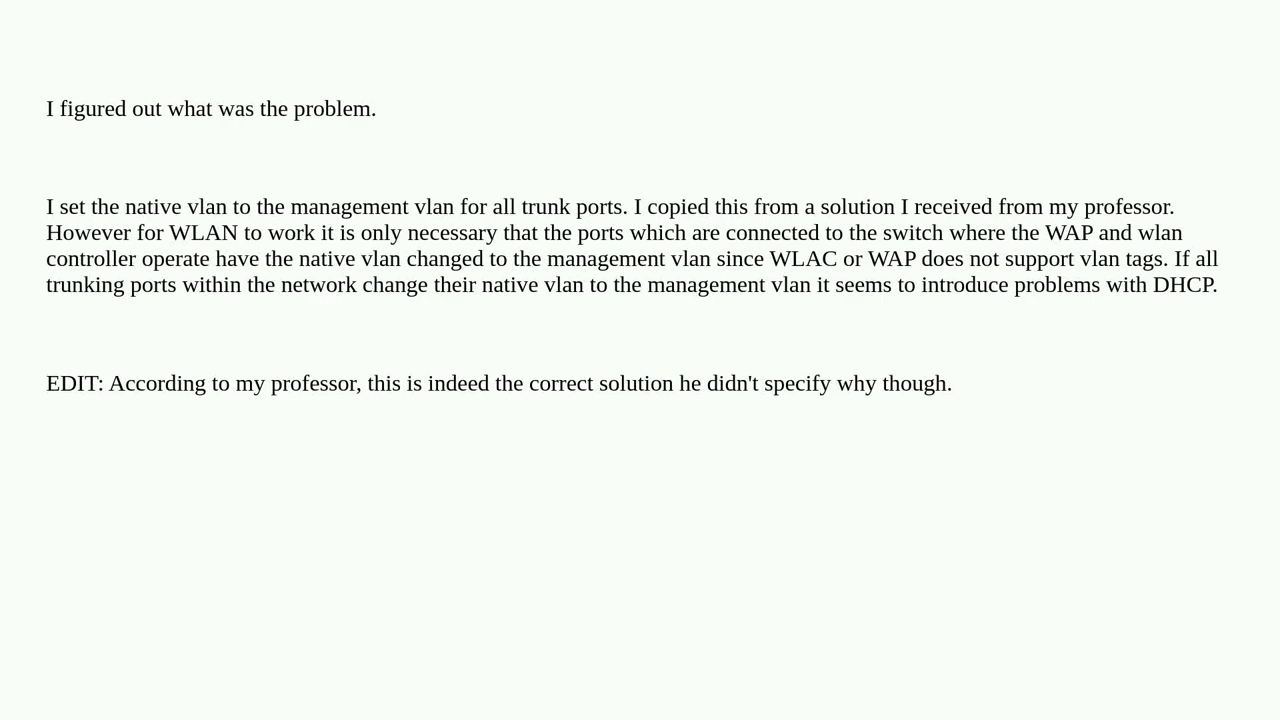 I figured out what was the problem.
I set the native vlan to the management vlan for all trunk ports. I copied this from a solution I received from my professor.
However for WLAN to work it is only necessary that the ports which are connected to the switch where the WAP and wlan
controller operate have the native vlan changed to the management vlan since WLAC or WAP does not support vlan tags. If all
trunking ports within the network change their native vlan to the management vlan it seems to introduce problems with DHCP.
EDIT: According to my professor, this is indeed the correct solution he didn't specify why though.